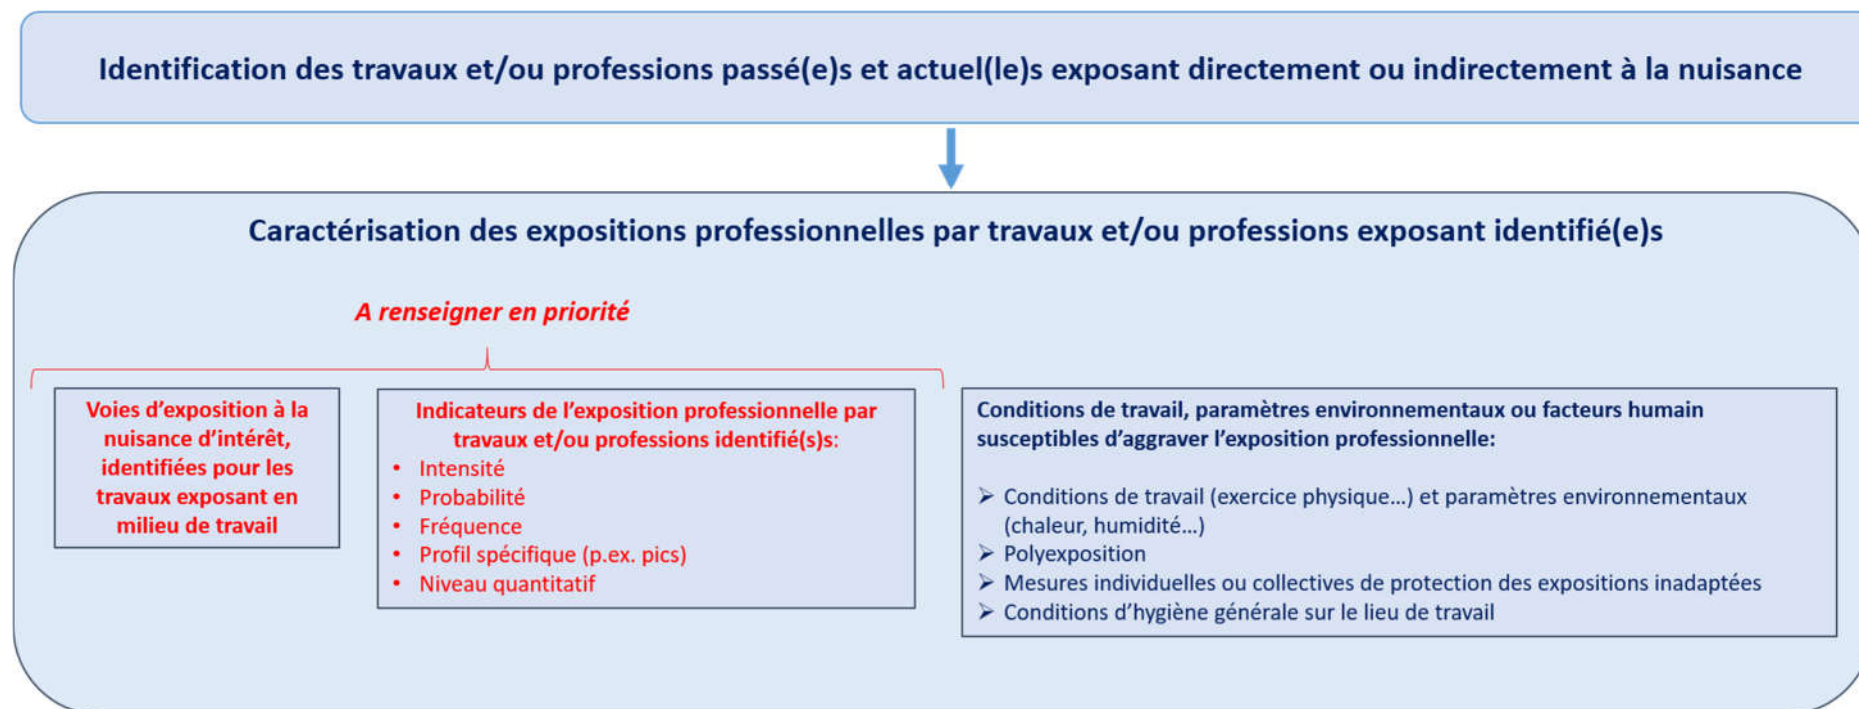 Identification des travaux et/ou professions passé(e)s et actuel(le)s exposant directement ou indirectement à la nuisance
Caractérisation des expositions professionnelles par travaux et/ou professions exposant identifié(e)s
A renseigner en priorité
Voies d’exposition à la
nuisance d’intérêt,
identifiées pour les
travaux exposant en
milieu de travail
Indicateurs de l’exposition professionnelle par
travaux et/ou professions identifié(s)s:
• Intensité
• Probabilité
• Fréquence
• Profil spécifique (p.ex. pics)
• Niveau quantitatif
Conditions de travail, paramètres environnementaux ou facteurs humain
susceptibles d’aggraver l’exposition professionnelle:
➢ Conditions de travail (exercice physique…) et paramètres environnementaux
(chaleur, humidité…)
➢ Polyexposition
➢ Mesures individuelles ou collectives de protection des expositions inadaptées
➢ Conditions d’hygiène générale sur le lieu de travail